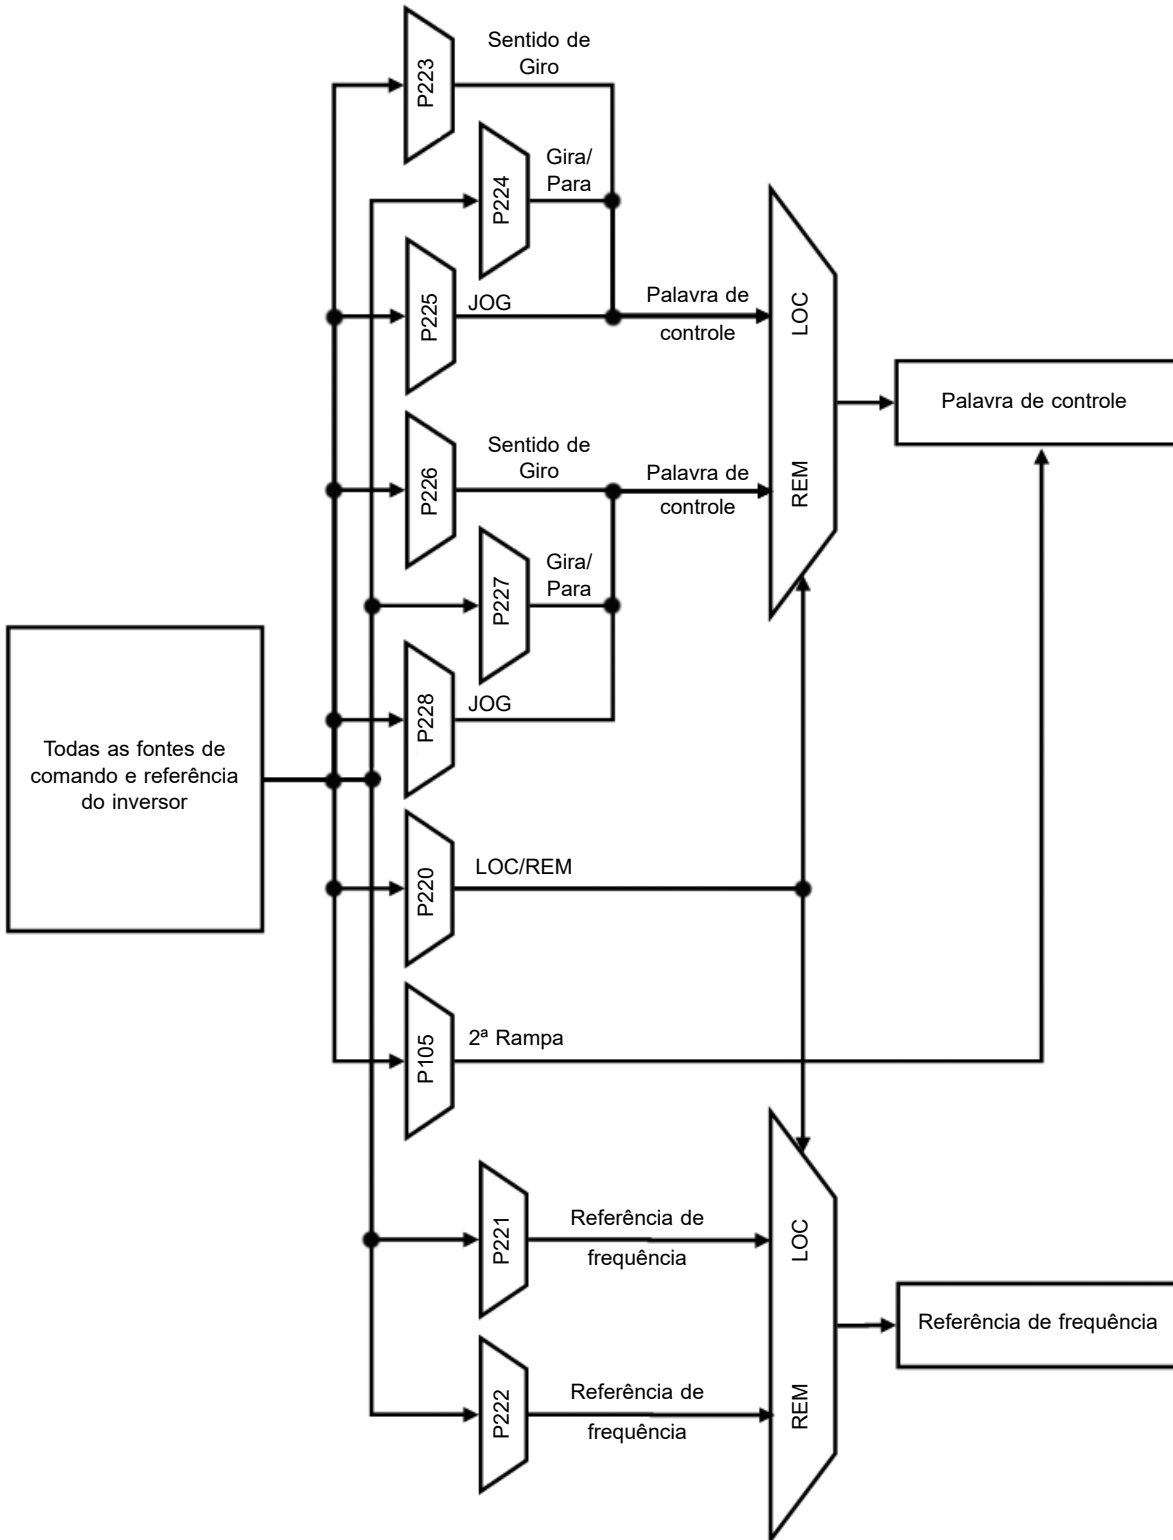 P223
Sentido de
Giro
P224
Gira/
Para
P225
JOG
Palavra de
controle
LOC
Palavra de controle
P226
Sentido de
Giro
Palavra de
controle
REM
P227
Gira/
Para
P228
JOG
Todas as fontes de
comando e referência
do inversor
P220
LOC/REM
P105
2ª Rampa
P221
Referência de
frequência
LOC
Referência de frequência
P222
Referência de
frequência
REM